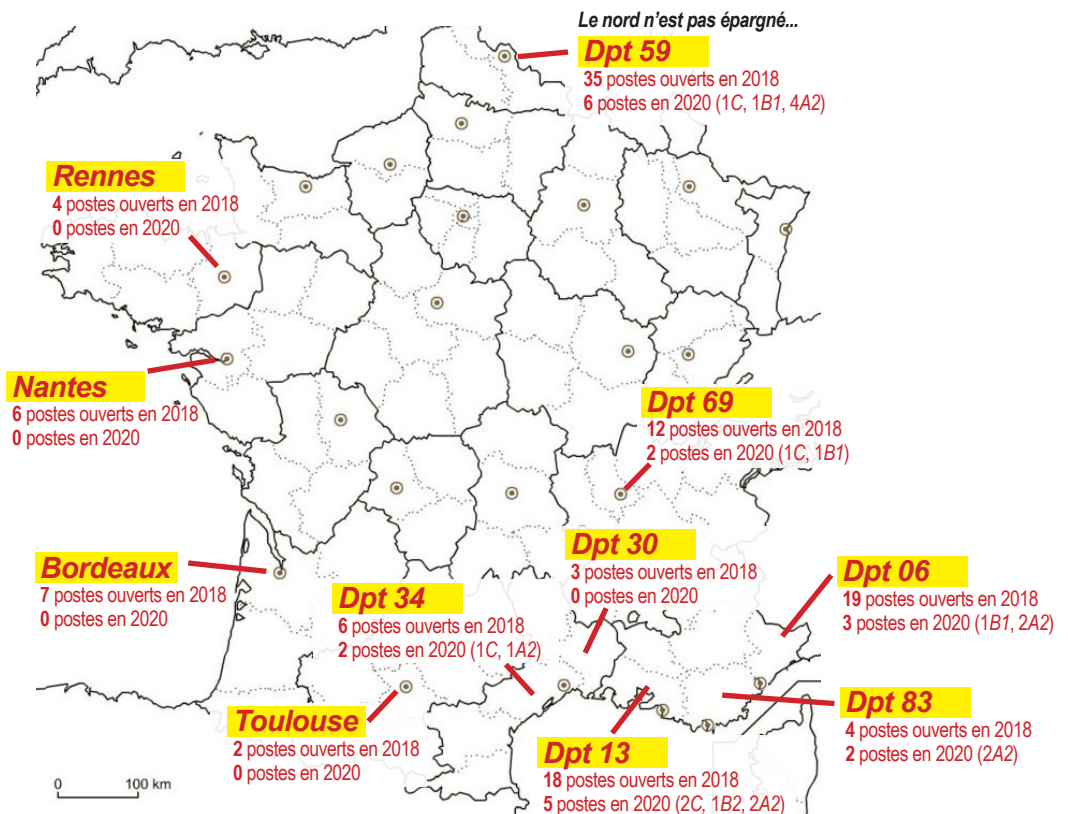 Le nord n'est pas épargné...
Dpt 59
35 postes ouverts en 2018
6 postes en 2020 (1C, 1B1, 4A2)
Rennes
4 postes ouverts en 2018
0 postes en 2020
Nantes
6 postes ouverts en 2018
0 postes en 2020
Dpt 69
12 postes ouverts en 2018
2 postes en 2020 (1C, 1B1)
Bordeaux
7 postes ouverts en 2018
0 postes en 2020
Dpt 34
6 postes ouverts en 2018
2 postes en 2020 (1C, 1A2)
Dpt 30
3 postes ouverts en 2018
0 postes en 2020
Dpt 06
19 postes ouverts en 2018
3 postes en 2020 (1B1, 2A2)
Toulouse
2 postes ouverts en 2018
0 postes en 2020
Dpt 13
18 postes ouverts en 2018
5 postes en 2020 (2C, 1B2, 2A2)
Dpt 83
4 postes ouverts en 2018
2 postes en 2020 (2A2)
0 100 km